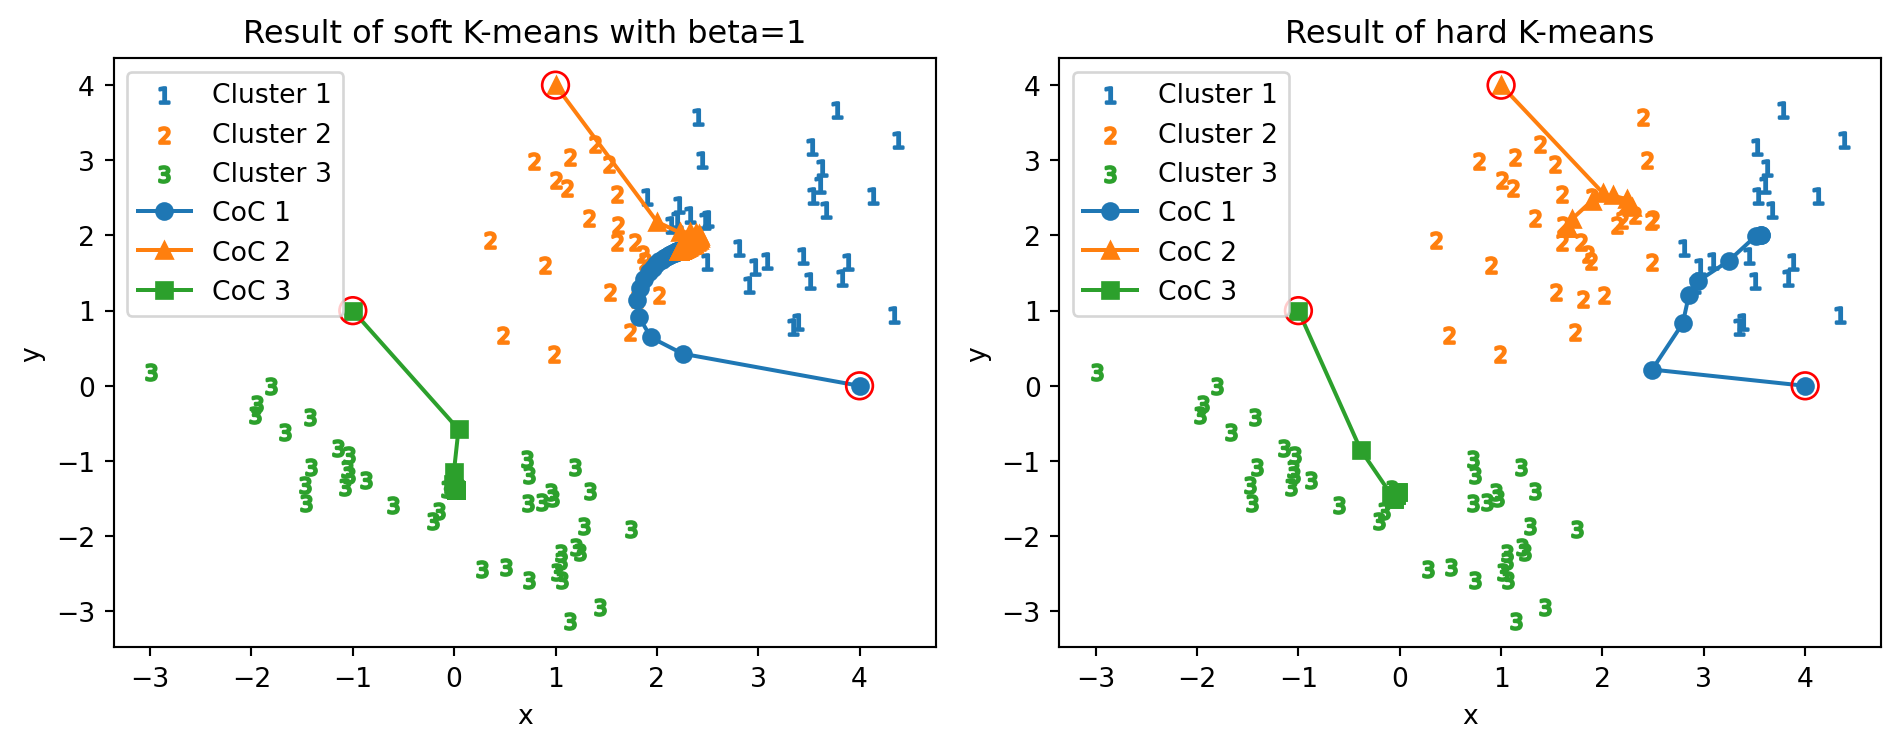 Result of soft K-means with beta=1
Cluster 1
Cluster 2
Cluster 3
CoC 1
CoC 2
CoC 3
4
3
2
1
0
−1
−2
−3
y
−3 −2 −1 0 1 2 3 4
x
Result of hard K-means
Cluster 1
Cluster 2
Cluster 3
CoC 1
CoC 2
CoC 3
4
3
2
1
0
−1
−2
−3
y
−3 −2 −1 0 1 2 3 4
x